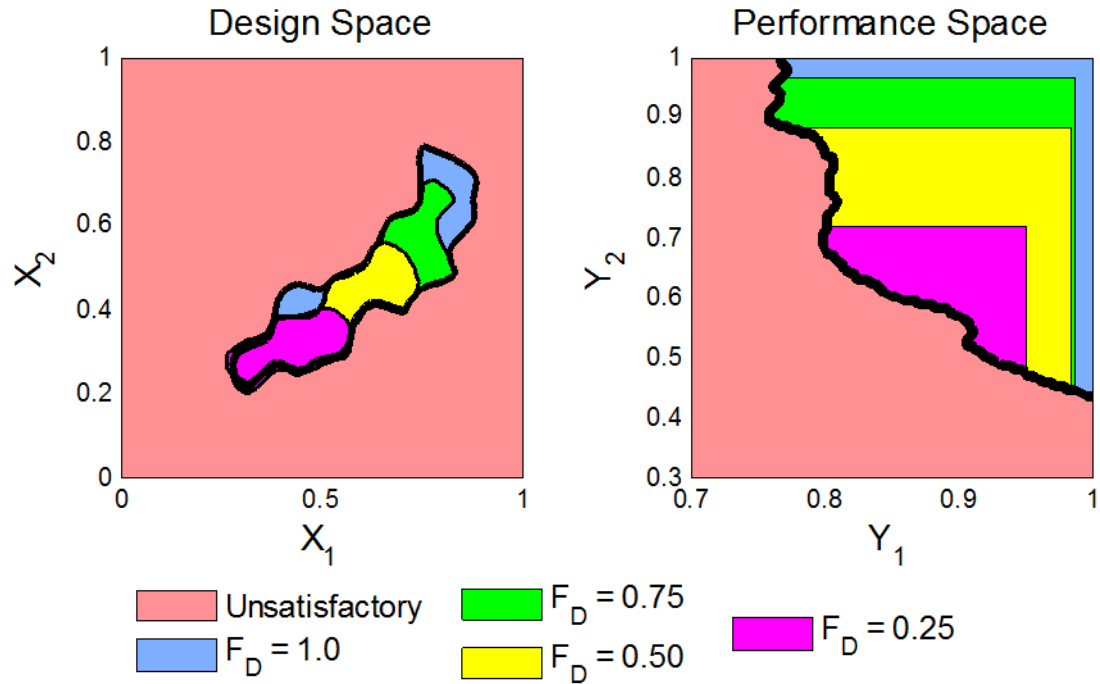 Design Space
1
0.8
0.6
0.4
0.2
0
0
0.5
1
X2
X1
Performance Space
1
0.9
0.8
0.7
0.6
0.5
0.4
0.3
0.7
0.8
0.9
1
Y2
Y1
Unsatisfactory
FD = 1.0
FD = 0.75
FD = 0.50
FD = 0.25